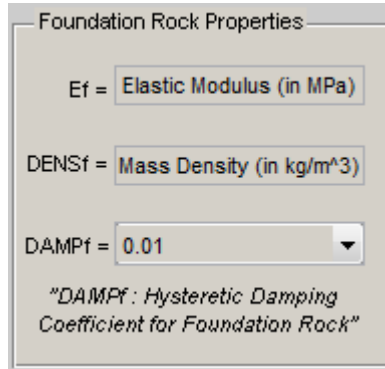 Foundation Rock Properties
Ef = Elastic Modulus (in MPa)
DENSf = Mass Density (in kg/m^3)
DAMPf = 0.01
"DAMPf : Hysteretic Damping
Coefficient for Foundation Rock"